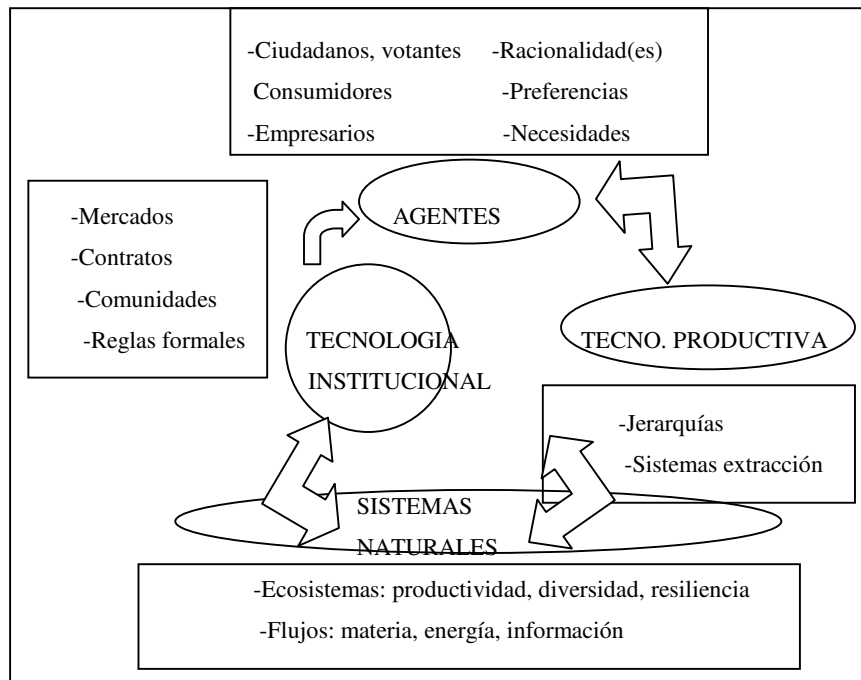 -Ciudadanos, votantes -Racionalidad(es)
Consumidores -Preferencias
-Empresarios -Necesidades
AGENTES
-Mercados
-Contratos
-Comunidades
-Reglas formales
TECNOLOGIA
INSTITUCIONAL
TECNO. PRODUCTIVA
-Jerarquías
-Sistemas extracción
SISTEMAS
NATURALES
-Ecosistemas: productividad, diversidad, resiliencia
-Flujos: materia, energía, información